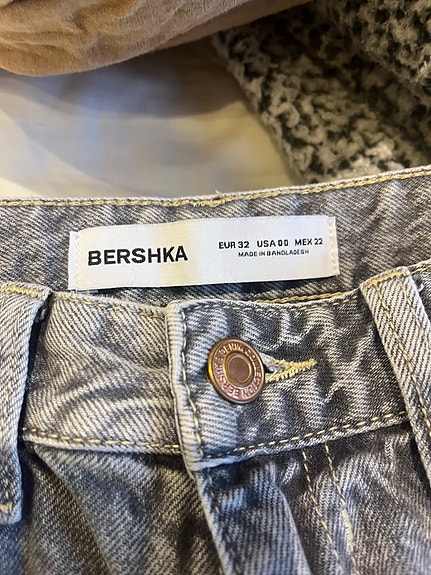 BERSHKA
EUR 32 USA 00 MEX 22
MADE IN BANGLADESH